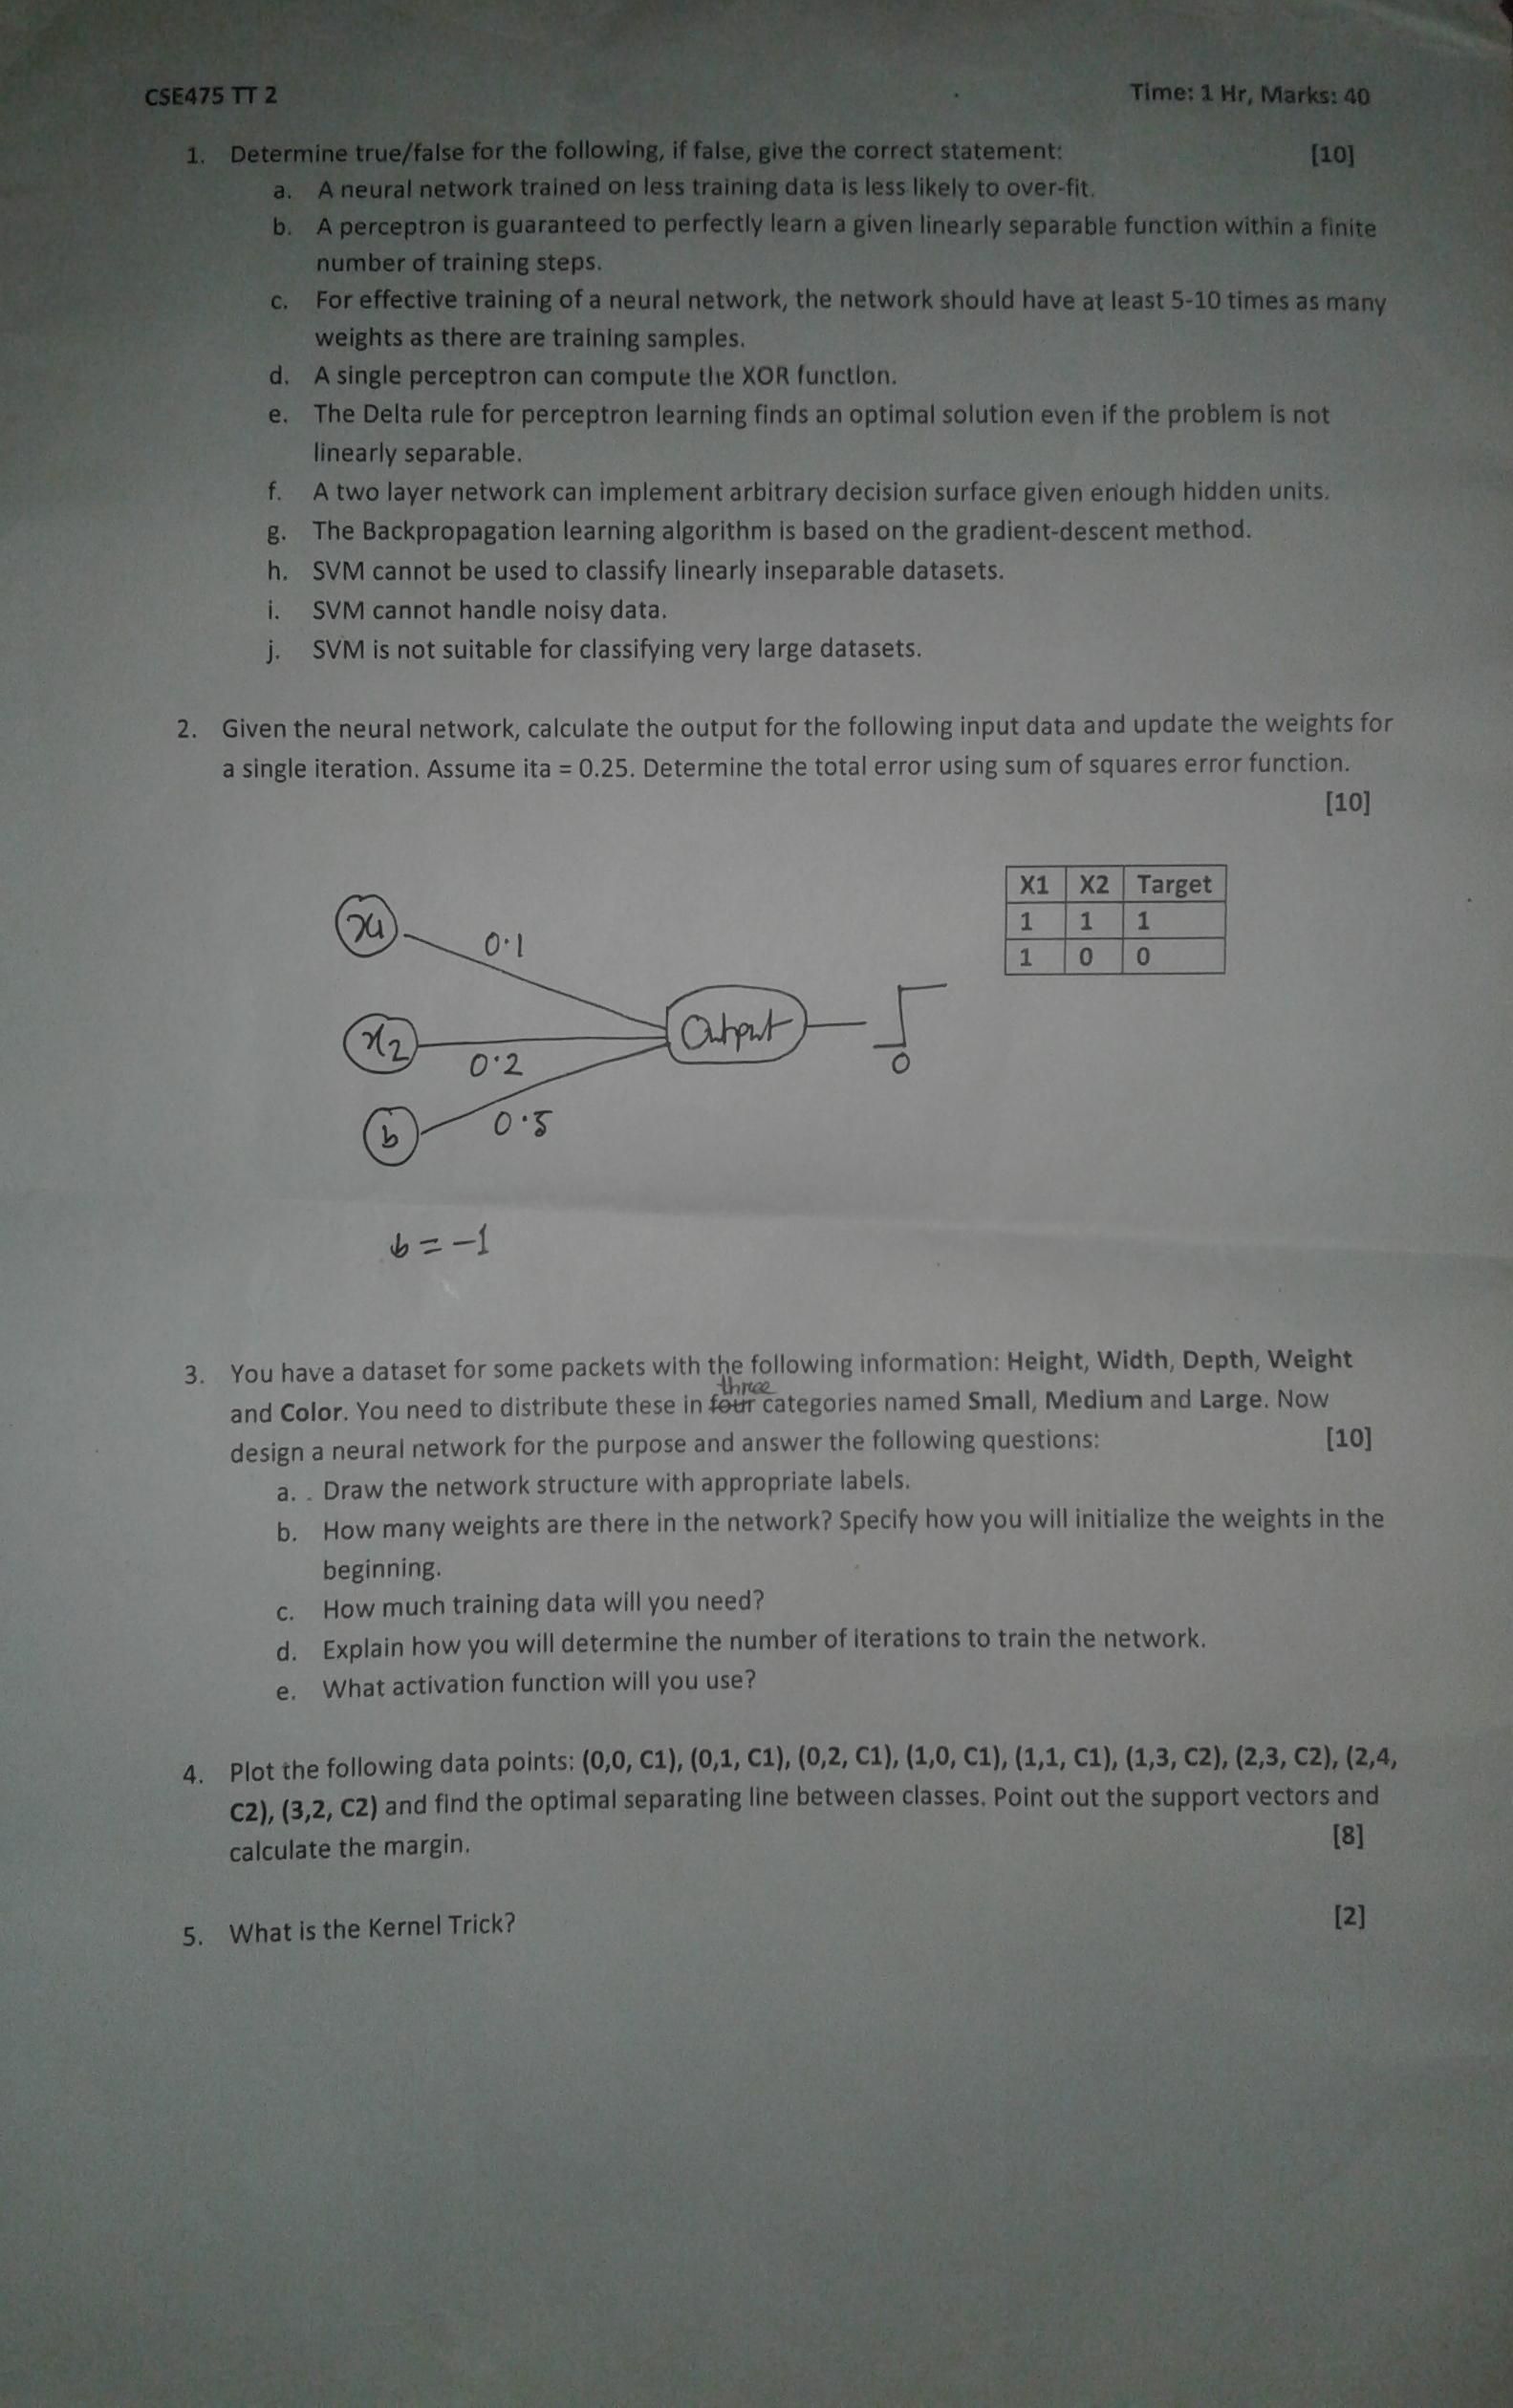 CSE475 TT 2
Time: 1 Hr, Marks: 40
1. Determine true/false for the following, if false, give the correct statement: [10]
a. A neural network trained on less training data is less likely to over-fit.
b. A perceptron is guaranteed to perfectly learn a given linearly separable function within a finite
number of training steps.
c. For effective training of a neural network, the network should have at least 5-10 times as many
weights as there are training samples.
d. A single perceptron can compute the XOR function.
e. The Delta rule for perceptron learning finds an optimal solution even if the problem is not
linearly separable.
f. A two layer network can implement arbitrary decision surface given enough hidden units.
g. The Backpropagation learning algorithm is based on the gradient-descent method.
h. SVM cannot be used to classify linearly inseparable datasets.
i. SVM cannot handle noisy data.
j. SVM is not suitable for classifying very large datasets.
2. Given the neural network, calculate the output for the following input data and update the weights for
a single iteration. Assume ita = 0.25. Determine the total error using sum of squares error function.
[10]
X1 X2 Target
1 1 1
1 0 0
x1
0.1
x2
0.2
Output
0
b
0.5
b = -1
3. You have a dataset for some packets with the following information: Height, Width, Depth, Weight
three
and Color. You need to distribute these in four categories named Small, Medium and Large. Now
design a neural network for the purpose and answer the following questions: [10]
a. . Draw the network structure with appropriate labels.
b. How many weights are there in the network? Specify how you will initialize the weights in the
beginning.
c. How much training data will you need?
d. Explain how you will determine the number of iterations to train the network.
e. What activation function will you use?
4. Plot the following data points: (0,0, C1), (0,1, C1), (0,2, C1), (1,0, C1), (1,1, C1), (1,3, C2), (2,3, C2), (2,4,
C2), (3,2, C2) and find the optimal separating line between classes. Point out the support vectors and
calculate the margin. [8]
5. What is the Kernel Trick? [2]